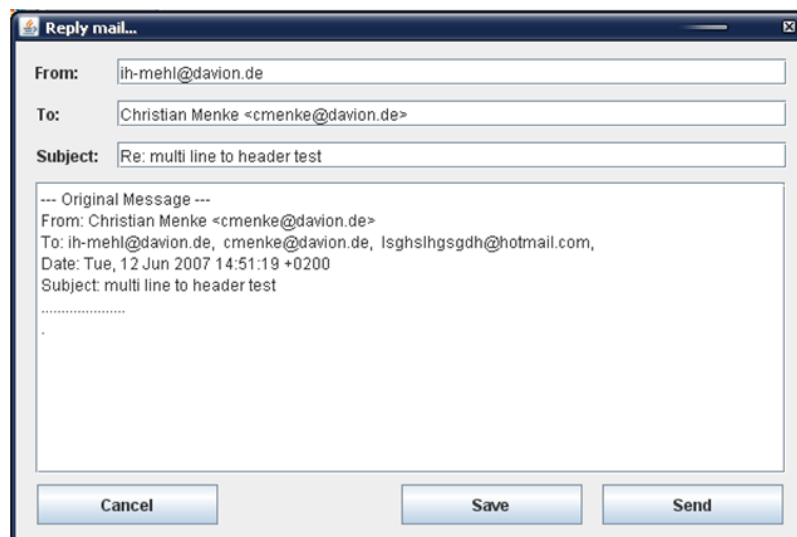 Reply mail...
From: ih-mehl@davion.de
To: Christian Menke <cmenke@davion.de>
Subject: Re: multi line to header test
--- Original Message ---
From: Christian Menke <cmenke@davion.de>
To: ih-mehl@davion.de, cmenke@davion.de, lsghslhgsgdh@hotmail.com,
Date: Tue, 12 Jun 2007 14:51:19 +0200
Subject: multi line to header test
.....................
.
Cancel Save Send